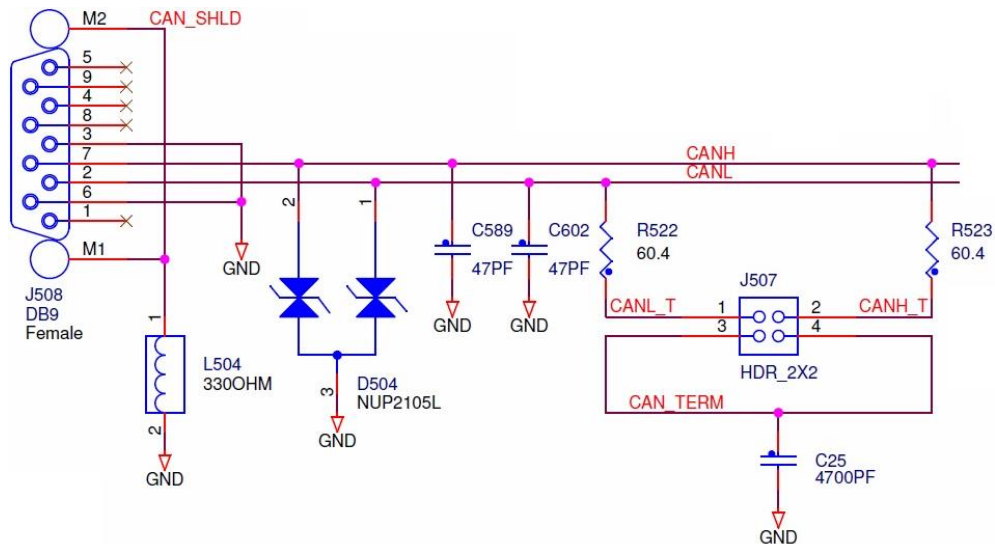 M2
CAN_SHLD
5
9
4
8
3
7
2
6
1
M1
J508
DB9
Female
GND
CANH
CANL
2
1
C589
47PF
GND
C602
47PF
GND
R522
60.4
R523
60.4
J507
CANL_T
1
2
CANH_T
3
4
HDR_2X2
1
L504
330OHM
2
GND
3
D504
NUP2105L
GND
CAN_TERM
C25
4700PF
GND